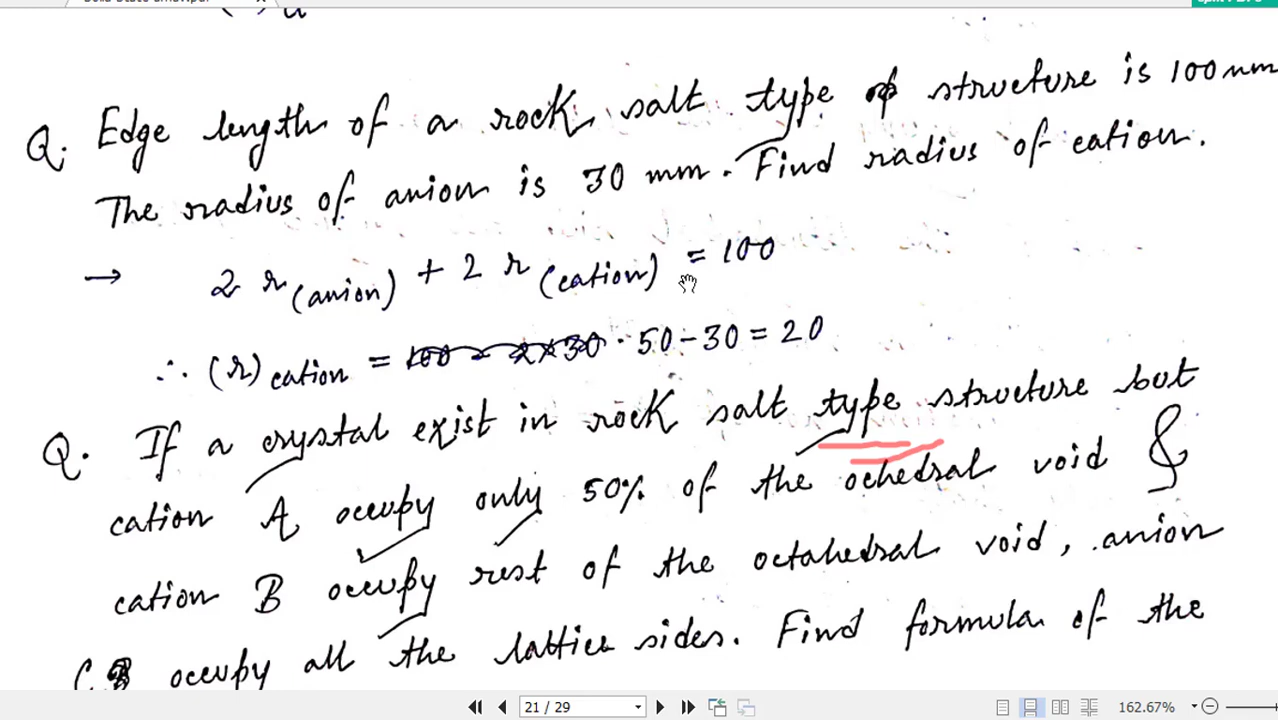 Q. Edge length of a rock salt type of structure is 100 nm
The radius of anion is 30 mm. Find radius of cation.
→ 2 r(anion) + 2 r(cation) = 100
∴ (r)cation = 100 - 2×30 · 50-30 = 20
Q. If a crystal exist in rock salt type structure but
cation A occupy only 50% of the ochedral void &
cation B occupy rest of the octahedral void, anion
C occupy all the lattice sides. Find formula of the
21 / 29
162.67%